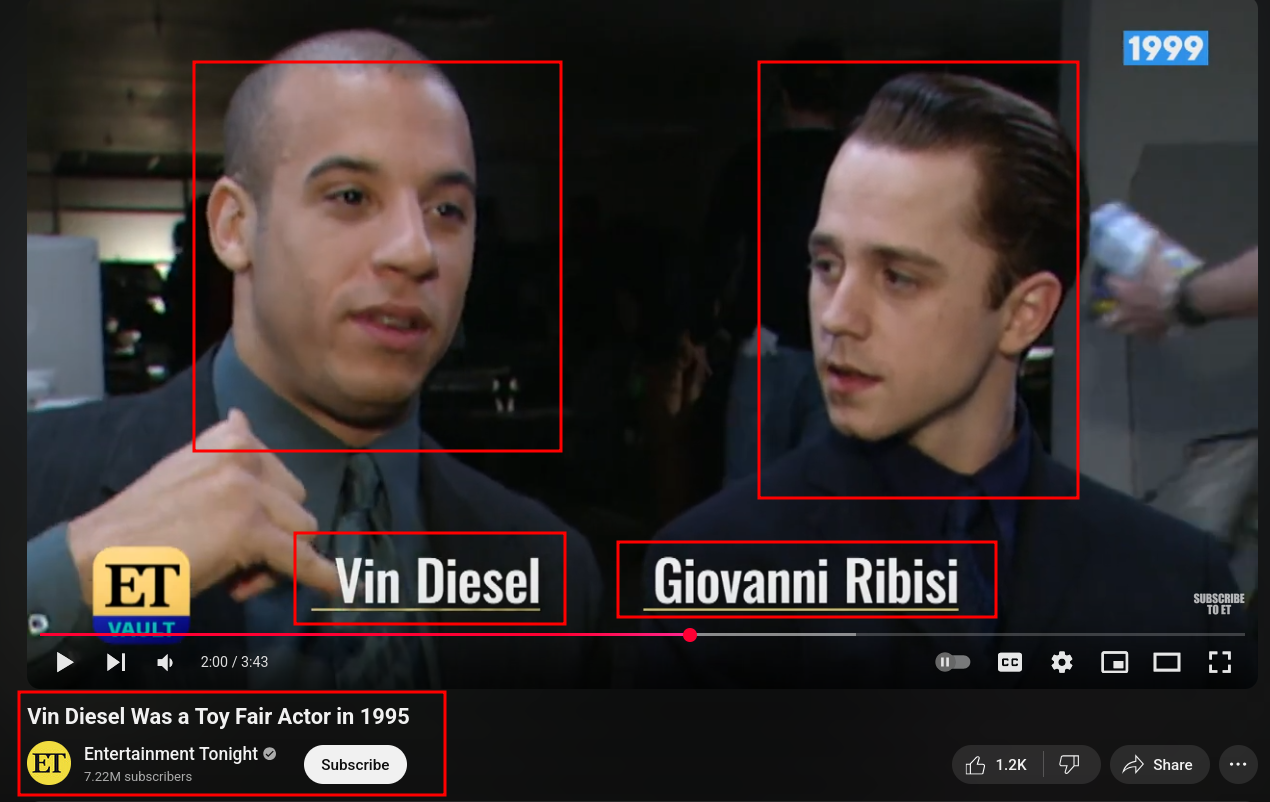 1999
Vin Diesel Giovanni Ribisi
ET
VAULT
SUBSCRIBE
TO ET
2:00 / 3:43
CC
Vin Diesel Was a Toy Fair Actor in 1995
ET Entertainment Tonight
7.22M subscribers
Subscribe
1.2K
Share